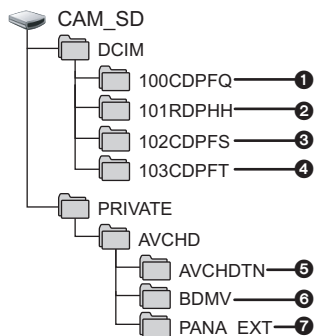 CAM_SD
DCIM
100CDPFQ 1
101RDPHH 2
102CDPFS 3
103CDPFT 4
PRIVATE
AVCHD
AVCHDTN 5
BDMV 6
PANA_EXT 7